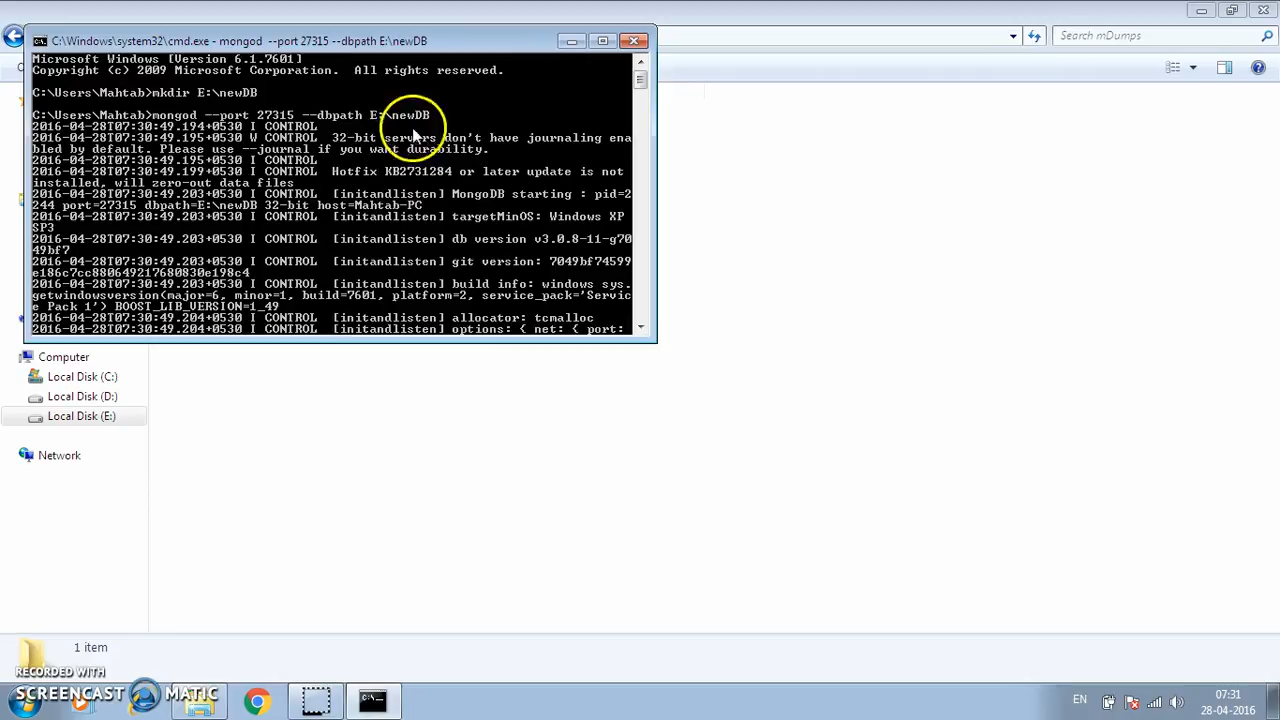 C:\Windows\system32\cmd.exe - mongod --port 27315 --dbpath E:\newDB
mDumps
Search mDumps
Microsoft Windows [Version 6.1.7601]
Copyright (c) 2009 Microsoft Corporation. All rights reserved.
C:\Users\Mahtab>mkdir E:\newDB
C:\Users\Mahtab>mongod --port 27315 --dbpath E:\newDB
2016-04-28T07:30:49.194+0530 I CONTROL
2016-04-28T07:30:49.195+0530 W CONTROL 32-bit servers don't have journaling ena
bled by default. Please use --journal if you want durability.
2016-04-28T07:30:49.195+0530 I CONTROL
2016-04-28T07:30:49.199+0530 I CONTROL Hotfix KB2731284 or later update is not
installed, will zero-out data files
2016-04-28T07:30:49.203+0530 I CONTROL [initandlisten] MongoDB starting : pid=2
244 port=27315 dbpath=E:\newDB 32-bit host=Mahtab-PC
2016-04-28T07:30:49.203+0530 I CONTROL [initandlisten] targetMinOS: Windows XP
SP3
2016-04-28T07:30:49.203+0530 I CONTROL [initandlisten] db version v3.0.8-11-g70
49bf7
2016-04-28T07:30:49.203+0530 I CONTROL [initandlisten] git version: 7049bf74599
e186c7cc880649217680830e198c4
2016-04-28T07:30:49.203+0530 I CONTROL [initandlisten] build info: windows sys.
getwindowsversion(major=6, minor=1, build=7601, platform=2, service_pack='Servic
e Pack 1') BOOST_LIB_VERSION=1_49
2016-04-28T07:30:49.204+0530 I CONTROL [initandlisten] allocator: tcmalloc
2016-04-28T07:30:49.204+0530 I CONTROL [initandlisten] options: { net: { port:
Computer
Local Disk (C:)
Local Disk (D:)
Local Disk (E:)
Network
1 item
RECORDED WITH
SCREENCAST MATIC
EN
07:31
28-04-2016